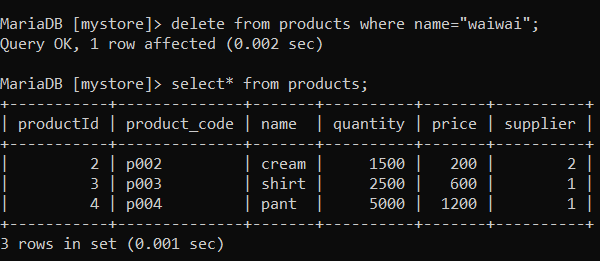 MariaDB [mystore]> delete from products where name="waiwai";
Query OK, 1 row affected (0.002 sec)
MariaDB [mystore]> select* from products;
+-----------+--------------+-------+----------+-------+----------+
| productId | product_code | name  | quantity | price | supplier |
+-----------+--------------+-------+----------+-------+----------+
|         2 | p002         | cream |     1500 |   200 |        2 |
|         3 | p003         | shirt |     2500 |   600 |        1 |
|         4 | p004         | pant  |     5000 |  1200 |        1 |
+-----------+--------------+-------+----------+-------+----------+
3 rows in set (0.001 sec)